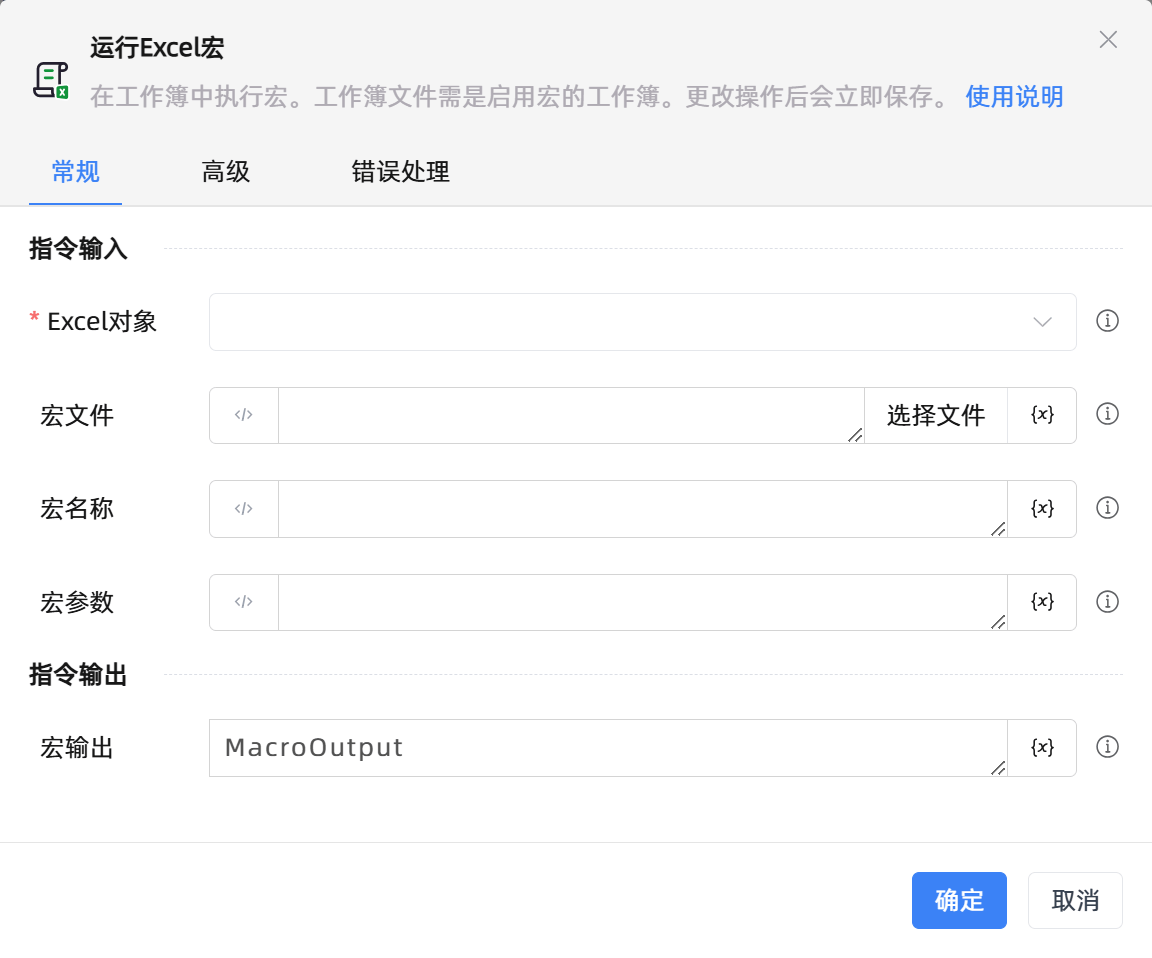 运行Excel宏
在工作簿中执行宏。工作簿文件需是启用宏的工作簿。更改操作后会立即保存。 使用说明
常规 高级 错误处理
指令输入
* Excel对象
宏文件 </> 选择文件 {x}
宏名称 </> {x}
宏参数 </> {x}
指令输出
宏输出 MacroOutput {x}
确定 取消